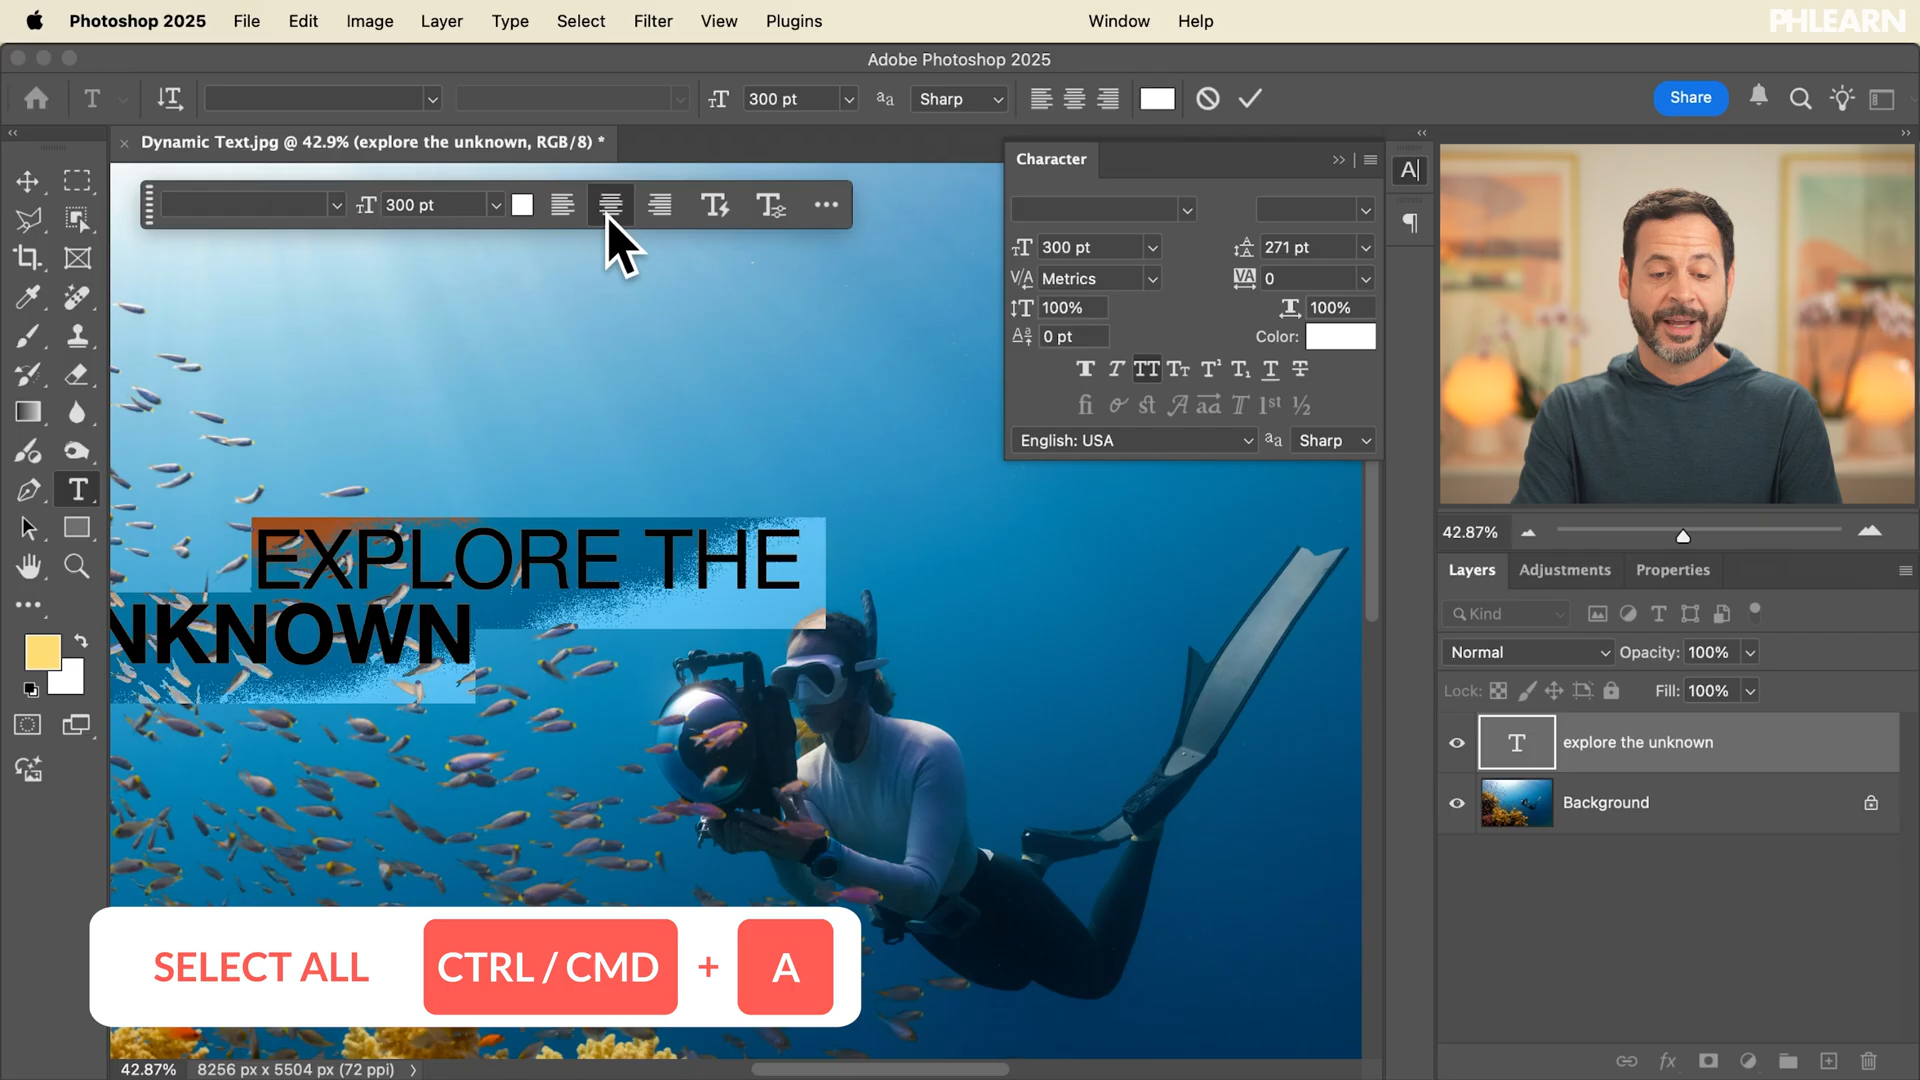 Photoshop 2025 File Edit Image Layer Type Select Filter View Plugins Window Help
PHLEARN
Adobe Photoshop 2025
300 pt Sharp Share
Dynamic Text.jpg @ 42.9% (explore the unknown, RGB/8) *
300 pt
Character
300 pt 271 pt
Metrics 0
100% 100%
0 pt Color:
English: USA Sharp
EXPLORE THE
NKNOWN
42.87%
Layers Adjustments Properties
Kind
Normal Opacity: 100%
Lock: Fill: 100%
explore the unknown
Background
SELECT ALL CTRL / CMD + A
42.87% 8256 px x 5504 px (72 ppi)